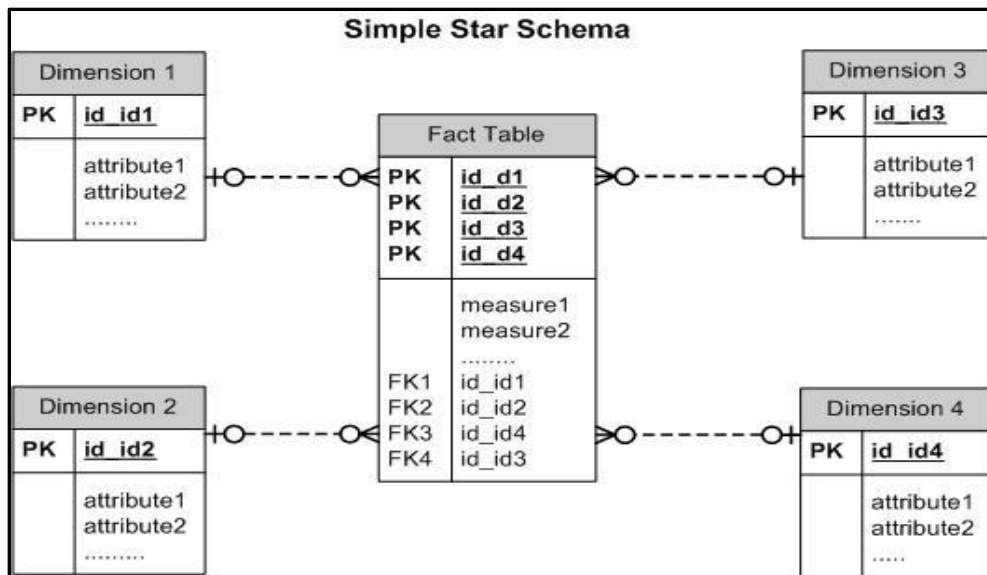 Simple Star Schema
Dimension 1
PK id_id1
attribute1
attribute2
........
Dimension 2
PK id_id2
attribute1
attribute2
.........
Fact Table
PK id_d1
PK id_d2
PK id_d3
PK id_d4
measure1
measure2
........
FK1 id_id1
FK2 id_id2
FK3 id_id4
FK4 id_id3
Dimension 3
PK id_id3
attribute1
attribute2
.......
Dimension 4
PK id_id4
attribute1
attribute2
.....